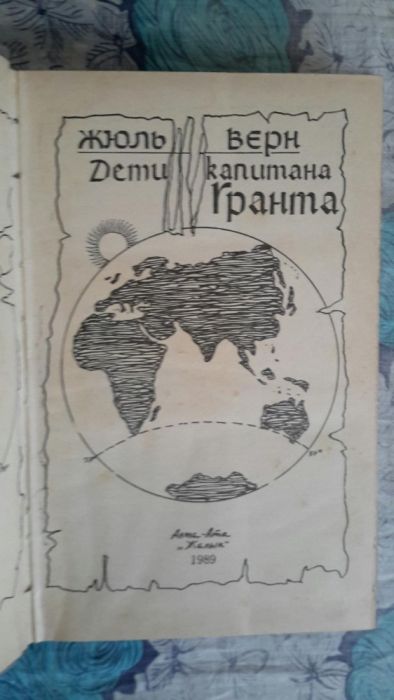 ЖЮЛЬ ВЕРН
Дети капитана
Гранта
Алма-Ата
„Жалын"
1989